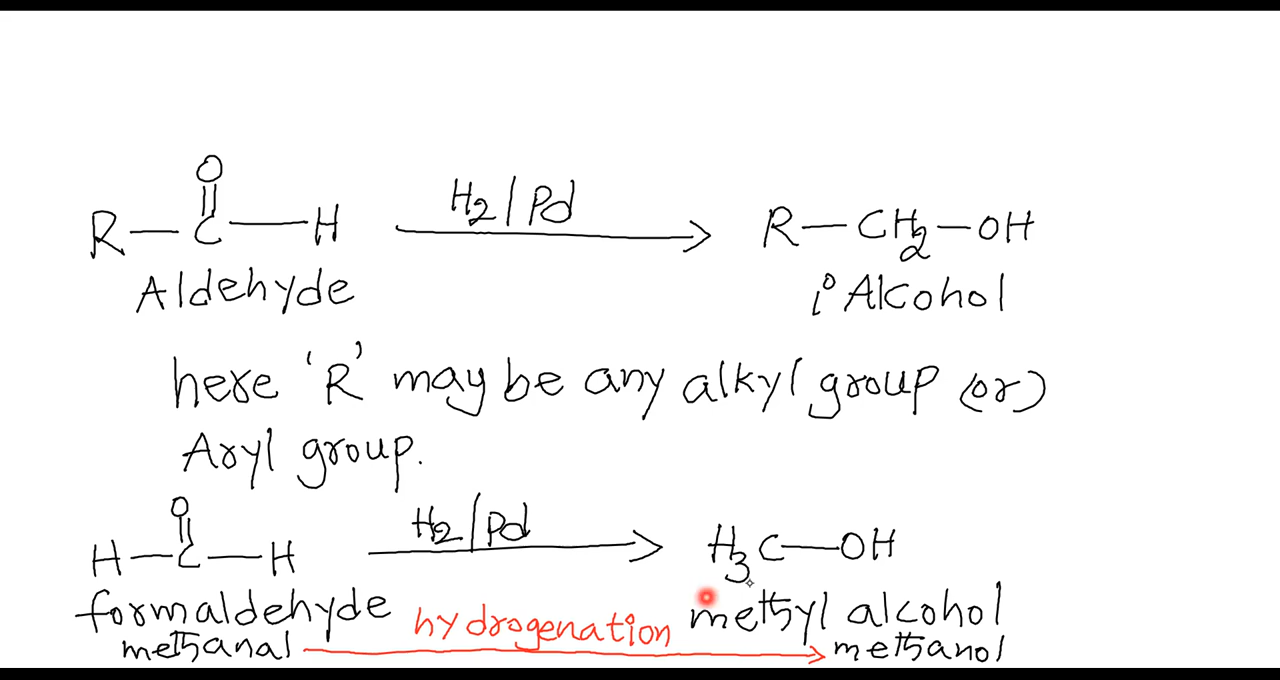 O
R—C—H H2/Pd R—CH2—OH
Aldehyde 1° Alcohol
here 'R' may be any alkyl group (or)
Aryl group.
O
H—C—H H2/Pd H3C—OH
formaldehyde hydrogenation methyl alcohol
methanal methanol